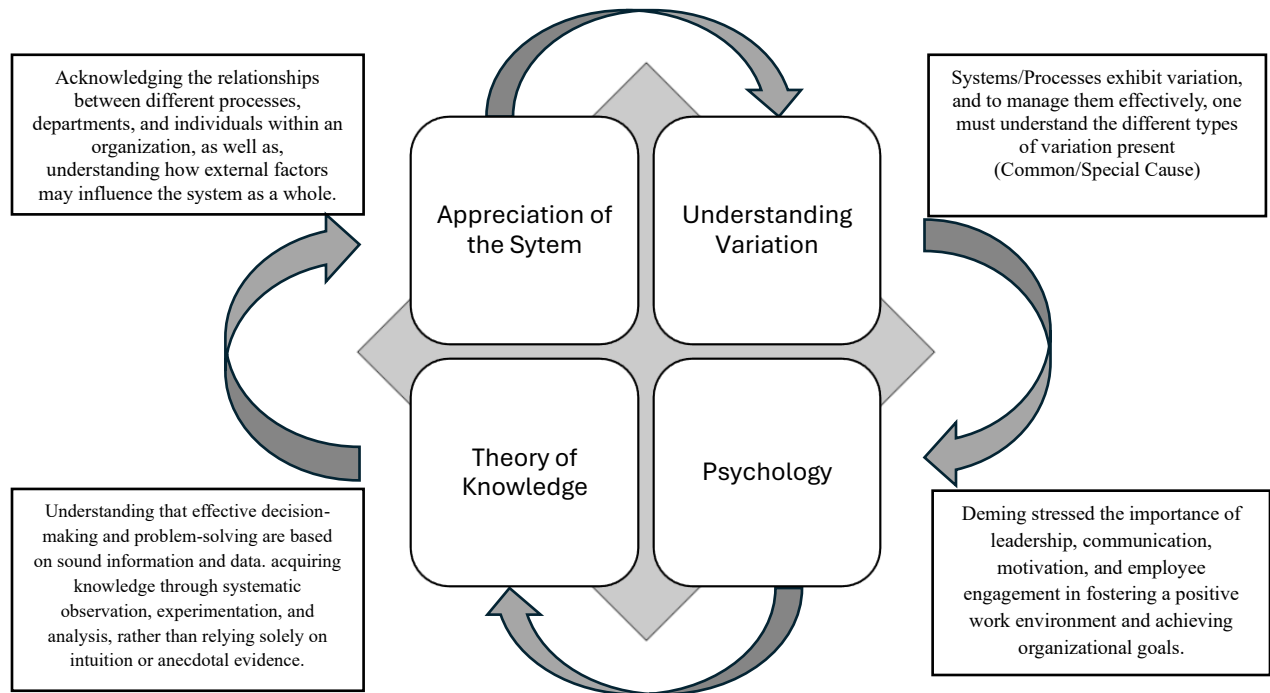 Acknowledging the relationships
between different processes,
departments, and individuals within an
organization, as well as,
understanding how external factors
may influence the system as a whole.
Appreciation of
the Sytem
Understanding
Variation
Systems/Processes exhibit variation,
and to manage them effectively, one
must understand the different types
of variation present
(Common/Special Cause)
Understanding that effective decision-
making and problem-solving are based
on sound information and data. acquiring
knowledge through systematic
observation, experimentation, and
analysis, rather than relying solely on
intuition or anecdotal evidence.
Theory of
Knowledge
Psychology
Deming stressed the importance of
leadership, communication,
motivation, and employee
engagement in fostering a positive
work environment and achieving
organizational goals.